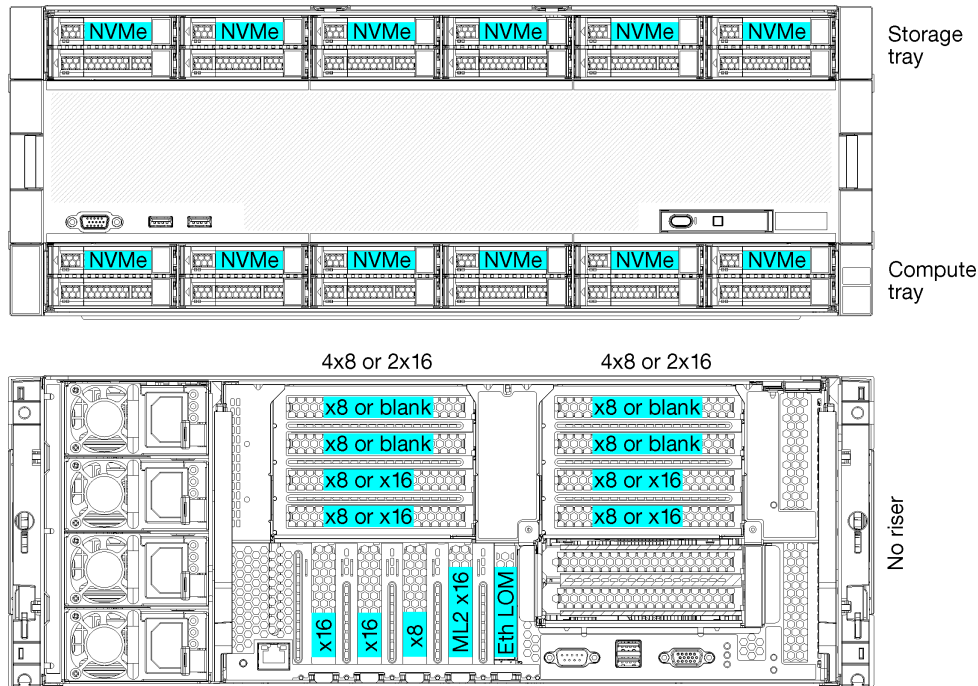 NVMe NVMe NVMe NVMe NVMe NVMe
Storage
tray
NVMe NVMe NVMe NVMe NVMe NVMe
Compute
tray
4x8 or 2x16 4x8 or 2x16
x8 or blank x8 or blank
x8 or blank x8 or blank
x8 or x16 x8 or x16
x8 or x16 x8 or x16
No riser
x16 x16 x8 ML2 x16 Eth LOM